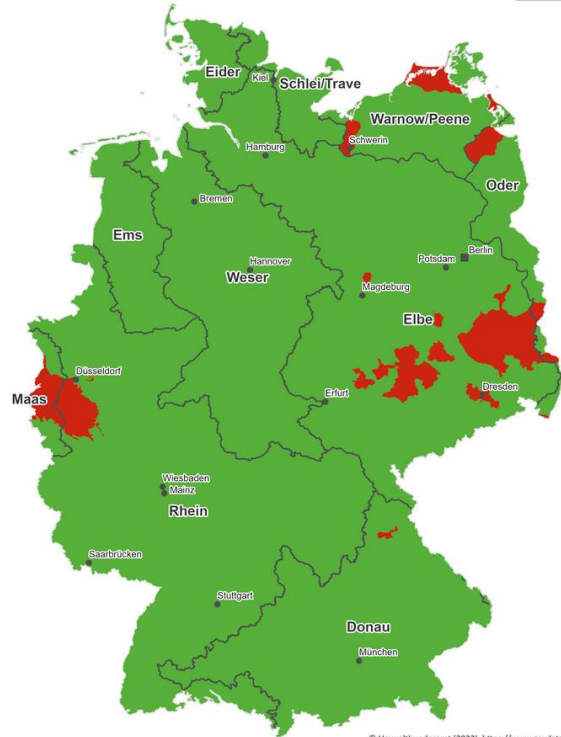 Eider
Kiel
Schlei/Trave
Warnow/Peene
Schwerin
Hamburg
Oder
Bremen
Ems
Berlin
Potsdam
Hannover
Weser
Magdeburg
Elbe
Düsseldorf
Dresden
Maas
Erfurt
Wiesbaden
Mainz
Rhein
Saarbrücken
Stuttgart
Donau
München